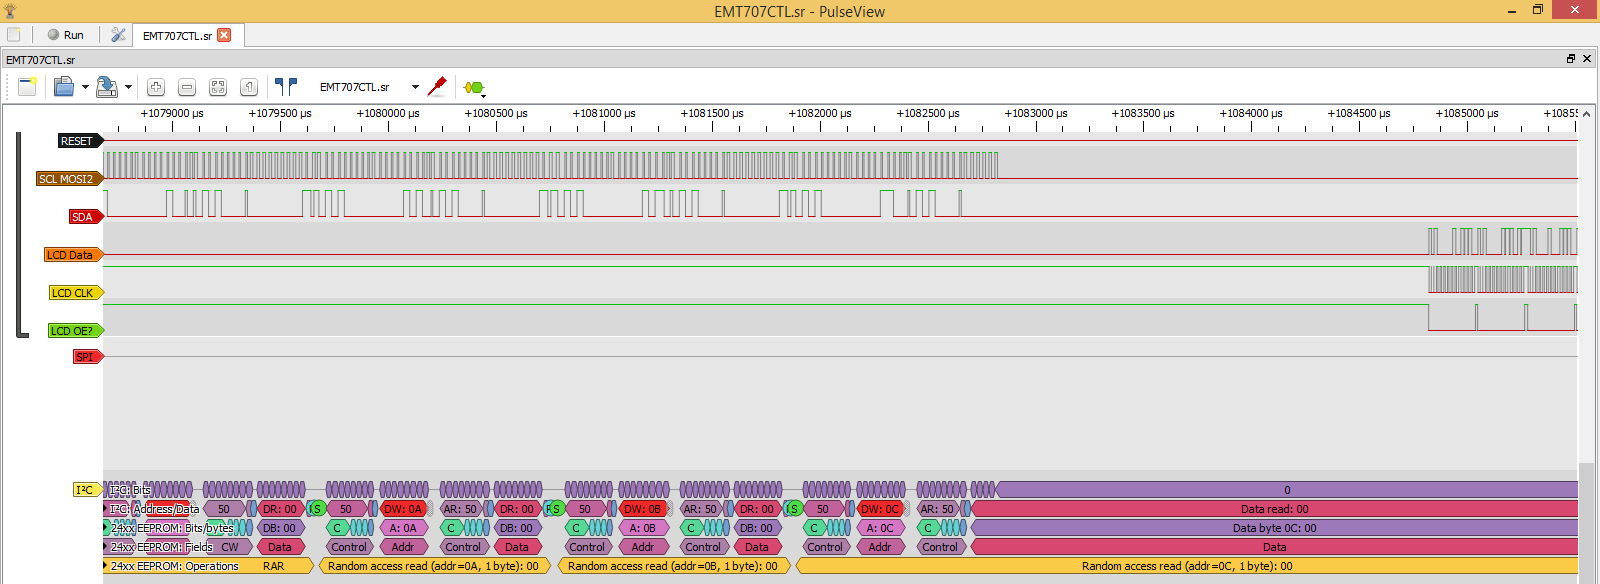 EMT707CTL.sr - PulseView
Run EMT707CTL.sr
EMT707CTL.sr
EMT707CTL.sr
+1079000 µs +1079500 µs +1080000 µs +1080500 µs +1081000 µs +1081500 µs +1082000 µs +1082500 µs +1083000 µs +1083500 µs +1084000 µs +1084500 µs +1085000 µs +10855
RESET
SCL MOSI2
SDA
LCD Data
LCD CLK
LCD OE?
SPI
I²C I²C: Bits 0
I²C: Address/Data 50 DR: 00 S 50 DW: 0A AR: 50 DR: 00 S 50 DW: 0B AR: 50 DR: 00 S 50 DW: 0C AR: 50 Data read: 00
24xx EEPROM: Bits/bytes DB: 00 C A: 0A C DB: 00 C A: 0B C DB: 00 C A: 0C C Data byte 0C: 00
24xx EEPROM: Fields CW Data Control Addr Control Data Control Addr Control Data Control Addr Control Data
24xx EEPROM: Operations RAR Random access read (addr=0A, 1 byte): 00 Random access read (addr=0B, 1 byte): 00 Random access read (addr=0C, 1 byte): 00